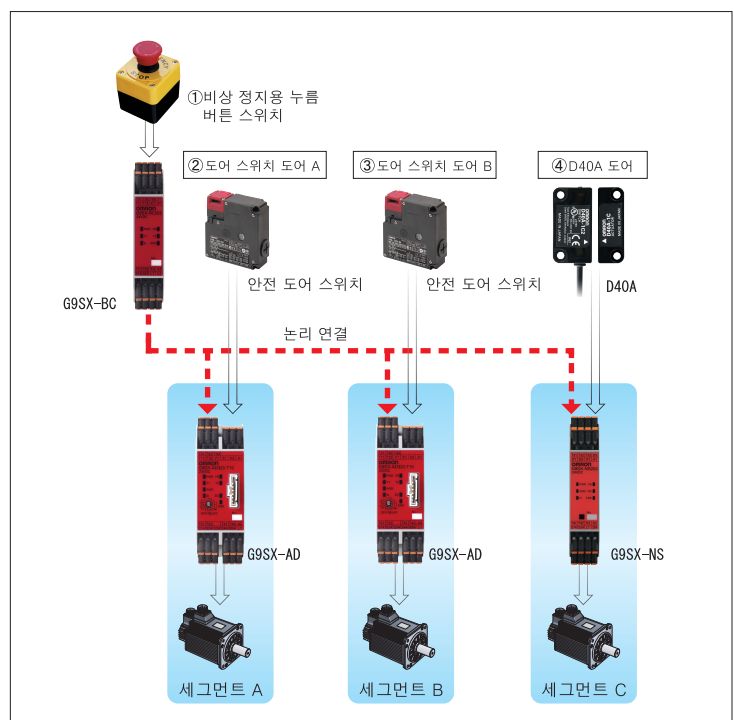 ①비상 정지용 누름
버튼 스위치
②도어 스위치 도어 A
③도어 스위치 도어 B
④D40A 도어
G9SX-BC
안전 도어 스위치
안전 도어 스위치
D40A
논리 연결
G9SX-AD
G9SX-AD
G9SX-NS
세그먼트 A
세그먼트 B
세그먼트 C